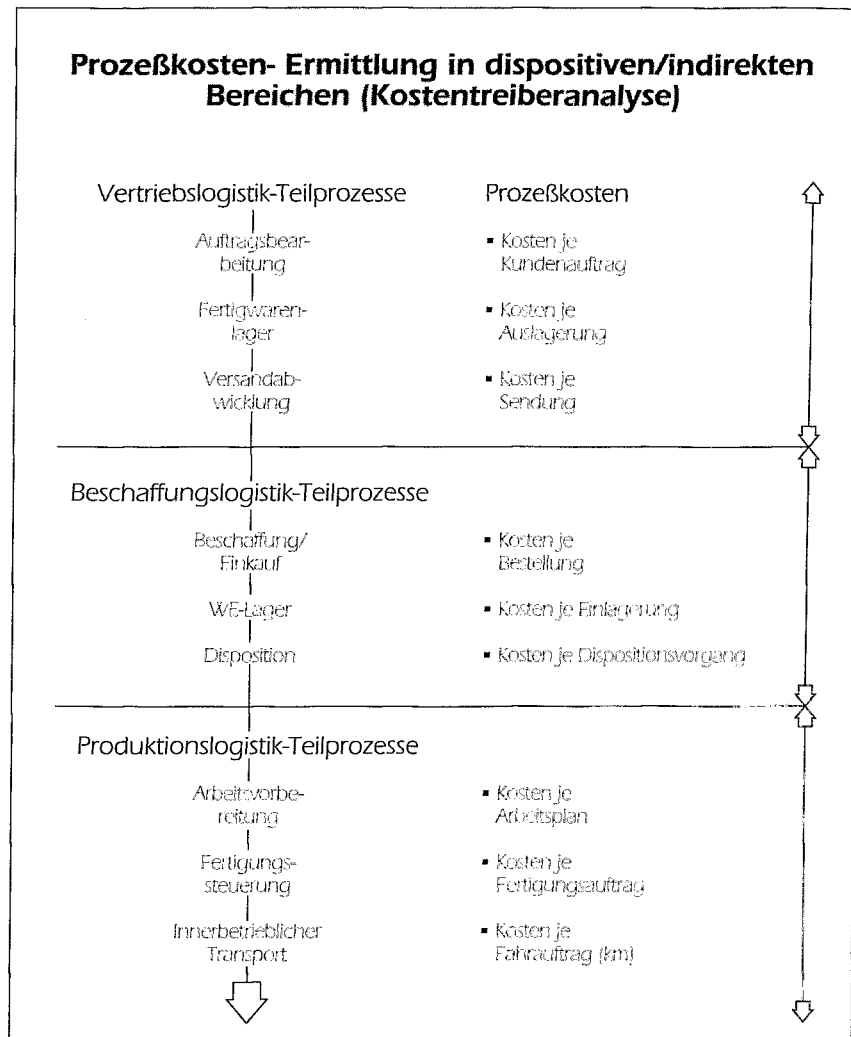 Prozeßkosten- Ermittlung in dispositiven/indirekten
Bereichen (Kostentreiberanalyse)
Vertriebslogistik-Teilprozesse
Prozeßkosten
Auftragsbear-
beitung
▪ Kosten je
Kundenauftrag
Fertigwaren-
lager
▪ Kosten je
Auslagerung
Versandab-
wicklung
▪ Kosten je
Sendung
Beschaffungslogistik-Teilprozesse
Beschaffung/
Einkauf
▪ Kosten je
Bestellung
WE-Lager
▪ Kosten je Einlagerung
Disposition
▪ Kosten je Dispositionsvorgang
Produktionslogistik-Teilprozesse
Arbeitsvorbe-
reitung
▪ Kosten je
Arbeitsplan
Fertigungs-
steuerung
▪ Kosten je
Fertigungsauftrag
Innerbetrieblicher
Transport
▪ Kosten je
Fahrauftrag (km)